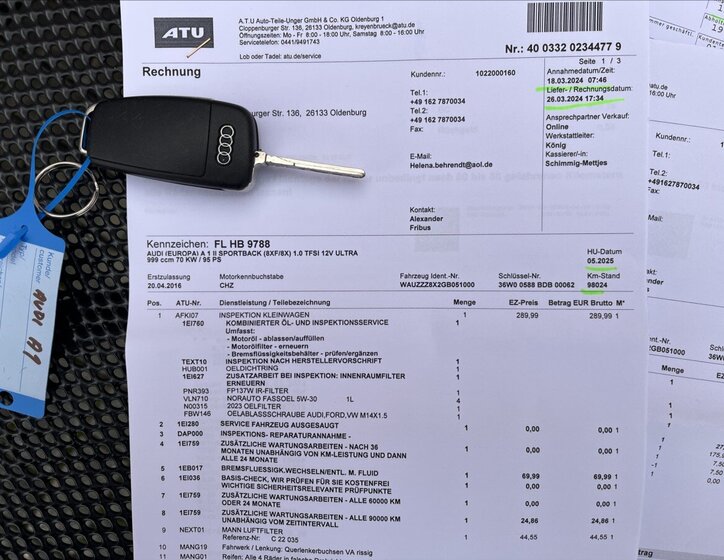 ATU
A.T.U Auto-Teile-Unger GmbH & Co. KG Oldenburg 1
Cloppenburger Str. 136, 26133 Oldenburg, kreyenbrueck@atu.de
Öffnungszeiten: Mo - Fr 8:00 - 18:00 Uhr, Samstag 8:00 - 16:00 Uhr
Servicetelefon: 0441/9491743
Lob oder Tadel: atu.de/service
Nr.: 40 0332 0234477 9
Seite 1 / 3
Rechnung
Kundennr.: 1022000160
Annahmedatum/Zeit:
18.03.2024 07:46
Liefer- / Rechnungsdatum:
26.03.2024 17:34
burger Str. 136, 26133 Oldenburg
Tel.1:
+49 162 7870034
Tel.2:
+49 162 7870034
Fax:
Ansprechpartner Verkauf:
Online
Werkstattleiter:
König
Kassierer/-in:
Schimmig-Mettjes
E-Mail:
Helena.behrendt@aol.de
Kontakt:
Alexander
Fribus
Kennzeichen: FL HB 9788
AUDI (EUROPA) A 1 II SPORTBACK (8XF/8X) 1.0 TFSI 12V ULTRA
999 ccm 70 KW / 95 PS
HU-Datum
05.2025
Erstzulassung Motorkennbuchstabe Fahrzeug Ident.-Nr. Schlüssel.-Nr. Km-Stand
20.04.2016 CHZ WAUZZZ8X2GB051000 36W0 0588 BDB 00062 98024
Pos. ATU-Nr. Dienstleistung / Teilebezeichnung Menge EZ-Preis Betrag EUR Brutto M*
1 AFKI07 INSPEKTION KLEINWAGEN 1 289,99 289,99 1
1EI760 KOMBINIERTER ÖL- UND INSPEKTIONSSERVICE 1
Umfasst:
- Motoröl - ablassen/auffüllen
- Motorölfilter - erneuern
- Bremsflüssigkeitsbehälter - prüfen/ergänzen
TEXT10 INSPEKTION NACH HERSTELLERVORSCHRIFT 1
HUB001 OELDICHTRING 1
1EI627 ZUSATZARBEIT BEI INSPEKTION: INNENRAUMFILTER 1
ERNEUERN
PNR393 FP137W IR-FILTER 1
VLN710 NORAUTO FASSOEL 5W-30 1L 4
N00315 2023 OELFILTER 1
FBW146 OELABLASSCHRAUBE AUDI,FORD,VW M14X1.5 1
2 1EI280 SERVICE FAHRZEUG AUSGESAUGT 1 0,00 0,00 1
3 DAP000 INSPEKTIONS- REPARATURANNAHME - 1
4 1EI759 ZUSÄTZLICHE WARTUNGSARBEITEN - NACH 36 1 0,00 0,00 1
MONATEN UNABHÄNGIG VON KM-LEISTUNG UND DANN
ALLE 24 MONATE
5 1EB017 BREMSFLUESSIGK.WECHSELN/ENTL. M. FLUID 1 69,99 69,99 1
6 1EI036 BASIS-CHECK, WIR PRÜFEN FÜR SIE KOSTENFREI 1 0,00 0,00 1
WICHTIGE SICHERHEITSRELEVANTE PRÜFPUNKTE
7 1EI759 ZUSÄTZLICHE WARTUNGSARBEITEN - ALLE 60000 KM 1 0,00 0,00 1
ODER 24 MONATE
8 1EI759 ZUSÄTZLICHE WARTUNGSARBEITEN - ALLE 90000 KM 1 24,86 24,86 1
UNABHÄNGIG VOM ZEITINTERVALL
9 NEXT01 MANN LUFTFILTER 1 44,55 44,55 1
Referenz-Nr.: C 22 035
10 MANG19 Fahrwerk / Lenkung: Querlenkerbuchsen VA rissig
11 MANG01
Kunde/
customer
AUDI A1
Typ/
Tel.1:
+491627870034
Tel.2:
Fax:
E-Mail:
Kontakt:
2GB051000
Menge